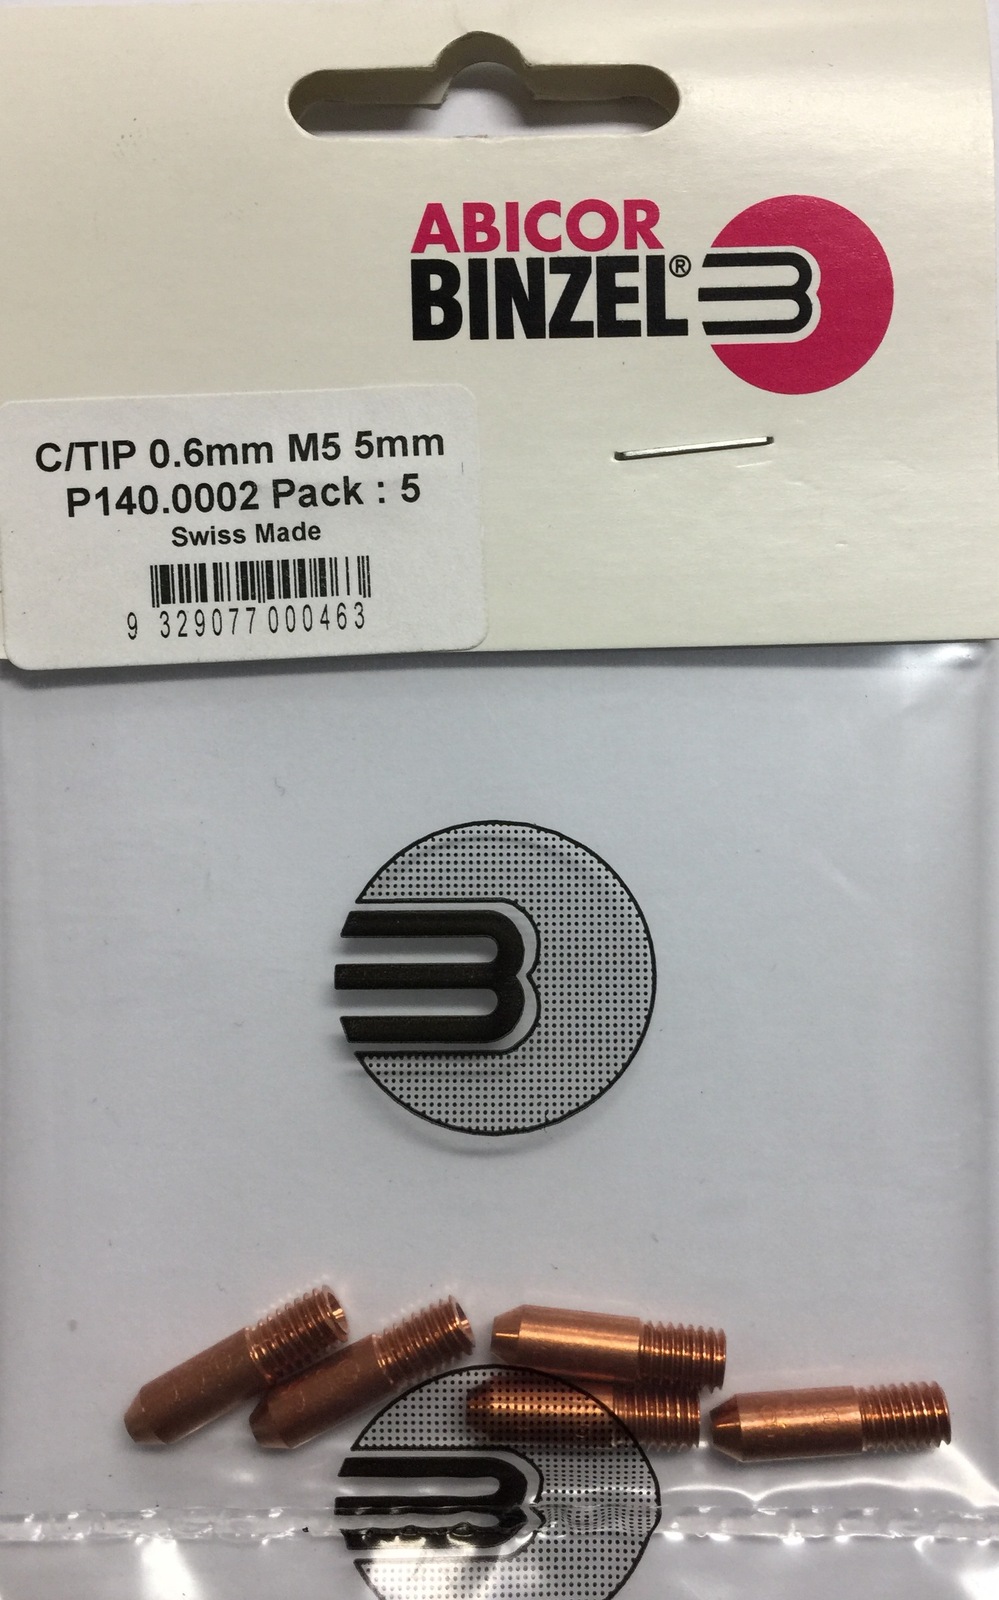 ABICOR
BINZEL®
C/TIP 0.6mm M5 5mm
P140.0002 Pack : 5
Swiss Made
9 329077 000463